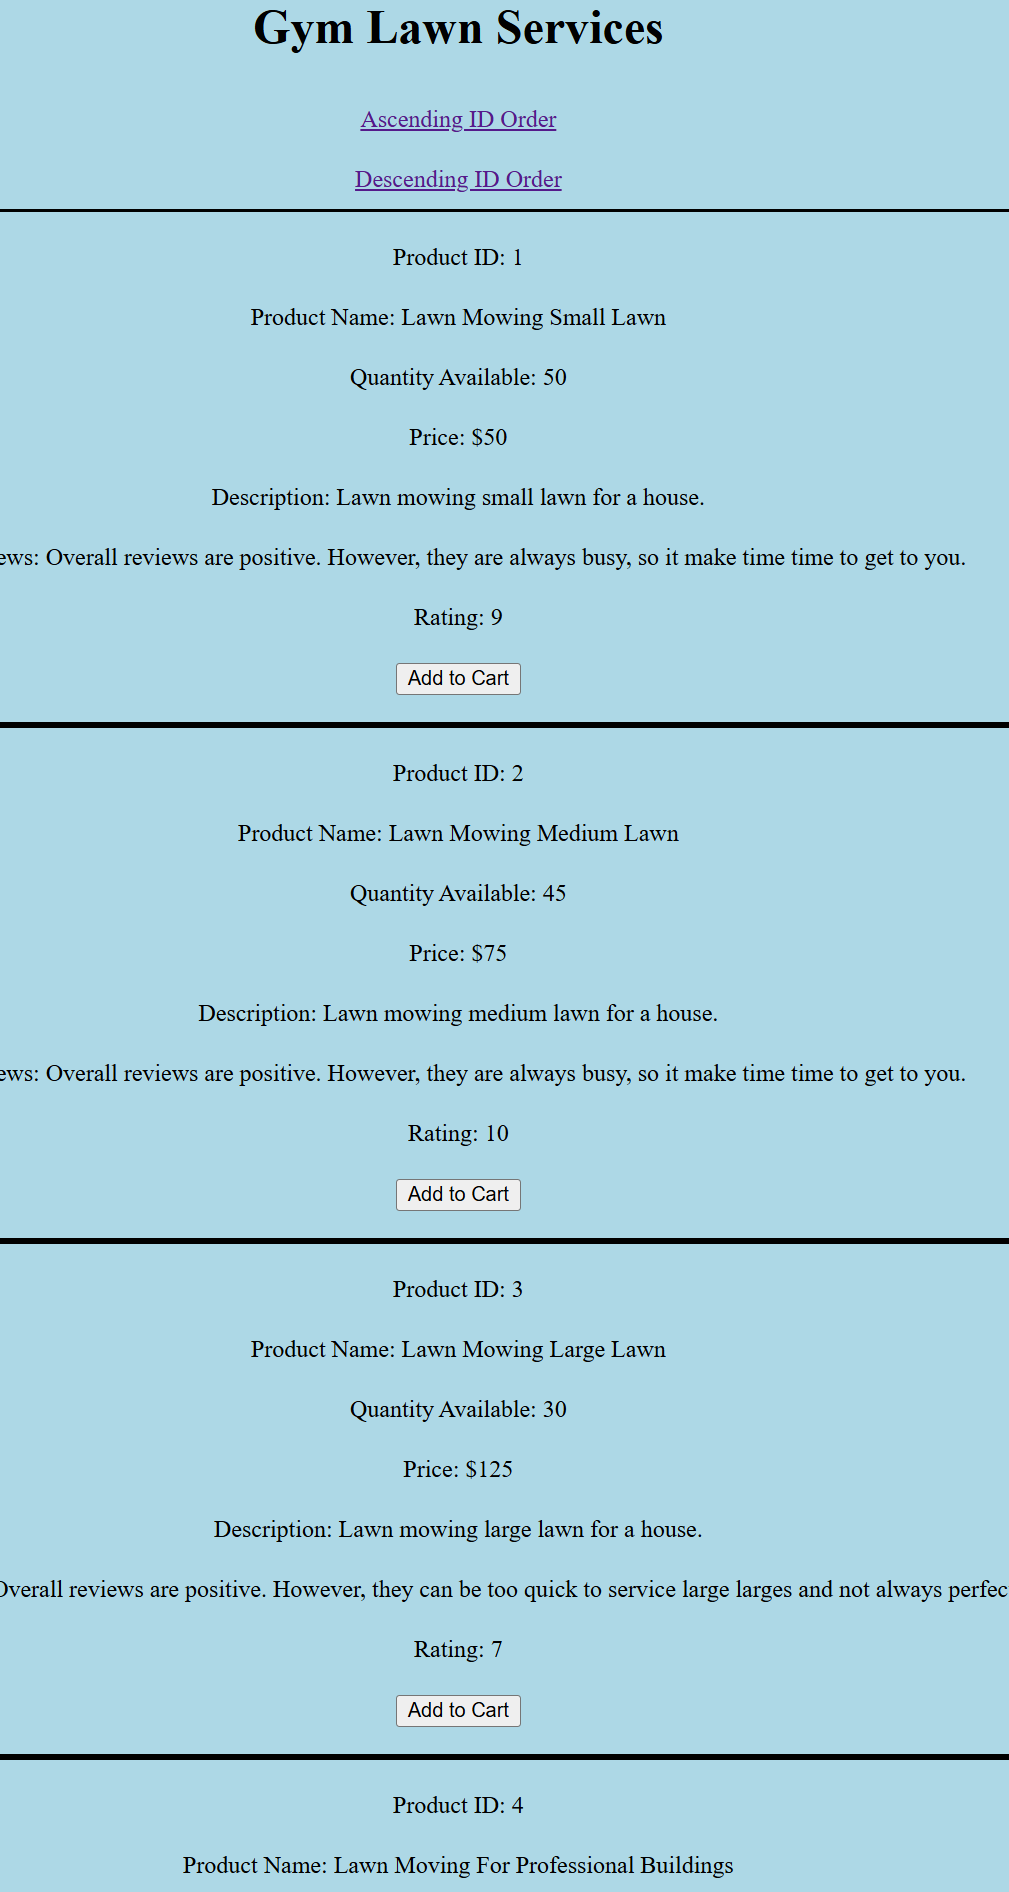 Gym Lawn Services
Ascending ID Order
Descending ID Order
Product ID: 1
Product Name: Lawn Mowing Small Lawn
Quantity Available: 50
Price: $50
Description: Lawn mowing small lawn for a house.
ews: Overall reviews are positive. However, they are always busy, so it make time time to get to you.
Rating: 9
Add to Cart
Product ID: 2
Product Name: Lawn Mowing Medium Lawn
Quantity Available: 45
Price: $75
Description: Lawn mowing medium lawn for a house.
ews: Overall reviews are positive. However, they are always busy, so it make time time to get to you.
Rating: 10
Add to Cart
Product ID: 3
Product Name: Lawn Mowing Large Lawn
Quantity Available: 30
Price: $125
Description: Lawn mowing large lawn for a house.
Overall reviews are positive. However, they can be too quick to service large larges and not always perfec
Rating: 7
Add to Cart
Product ID: 4
Product Name: Lawn Moving For Professional Buildings